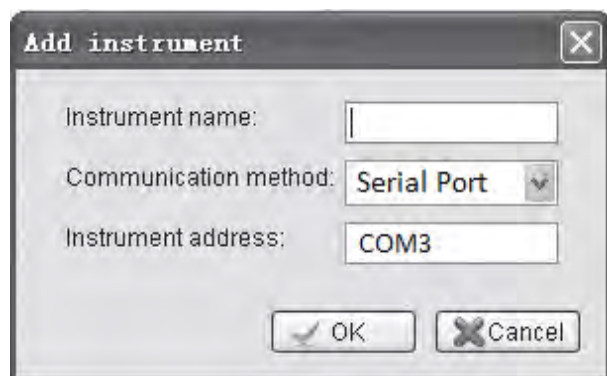 Add instrument
Instrument name:
Communication method: Serial Port
Instrument address: COM3
OK Cancel